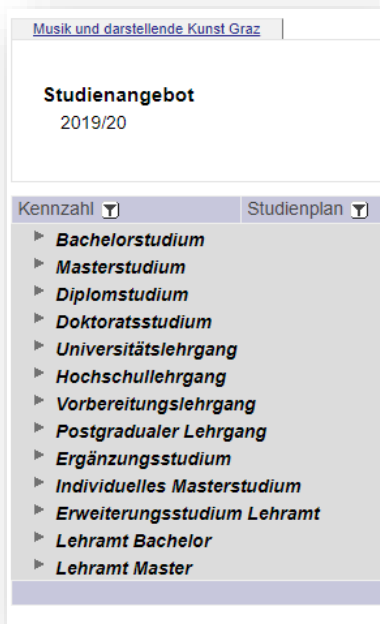 Musik und darstellende Kunst Graz
Studienangebot
2019/20
Kennzahl Studienplan
Bachelorstudium
Masterstudium
Diplomstudium
Doktoratsstudium
Universitätslehrgang
Hochschullehrgang
Vorbereitungslehrgang
Postgradualer Lehrgang
Ergänzungsstudium
Individuelles Masterstudium
Erweiterungsstudium Lehramt
Lehramt Bachelor
Lehramt Master